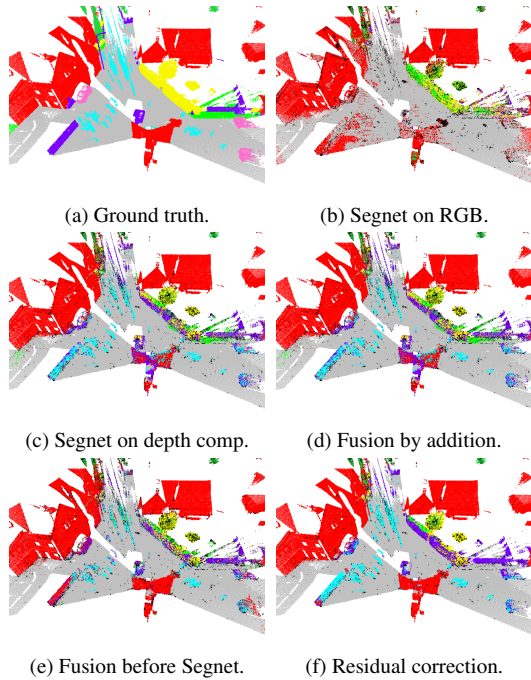 (a) Ground truth.
(b) Segnet on RGB.
(c) Segnet on depth comp.
(d) Fusion by addition.
(e) Fusion before Segnet.
(f) Residual correction.